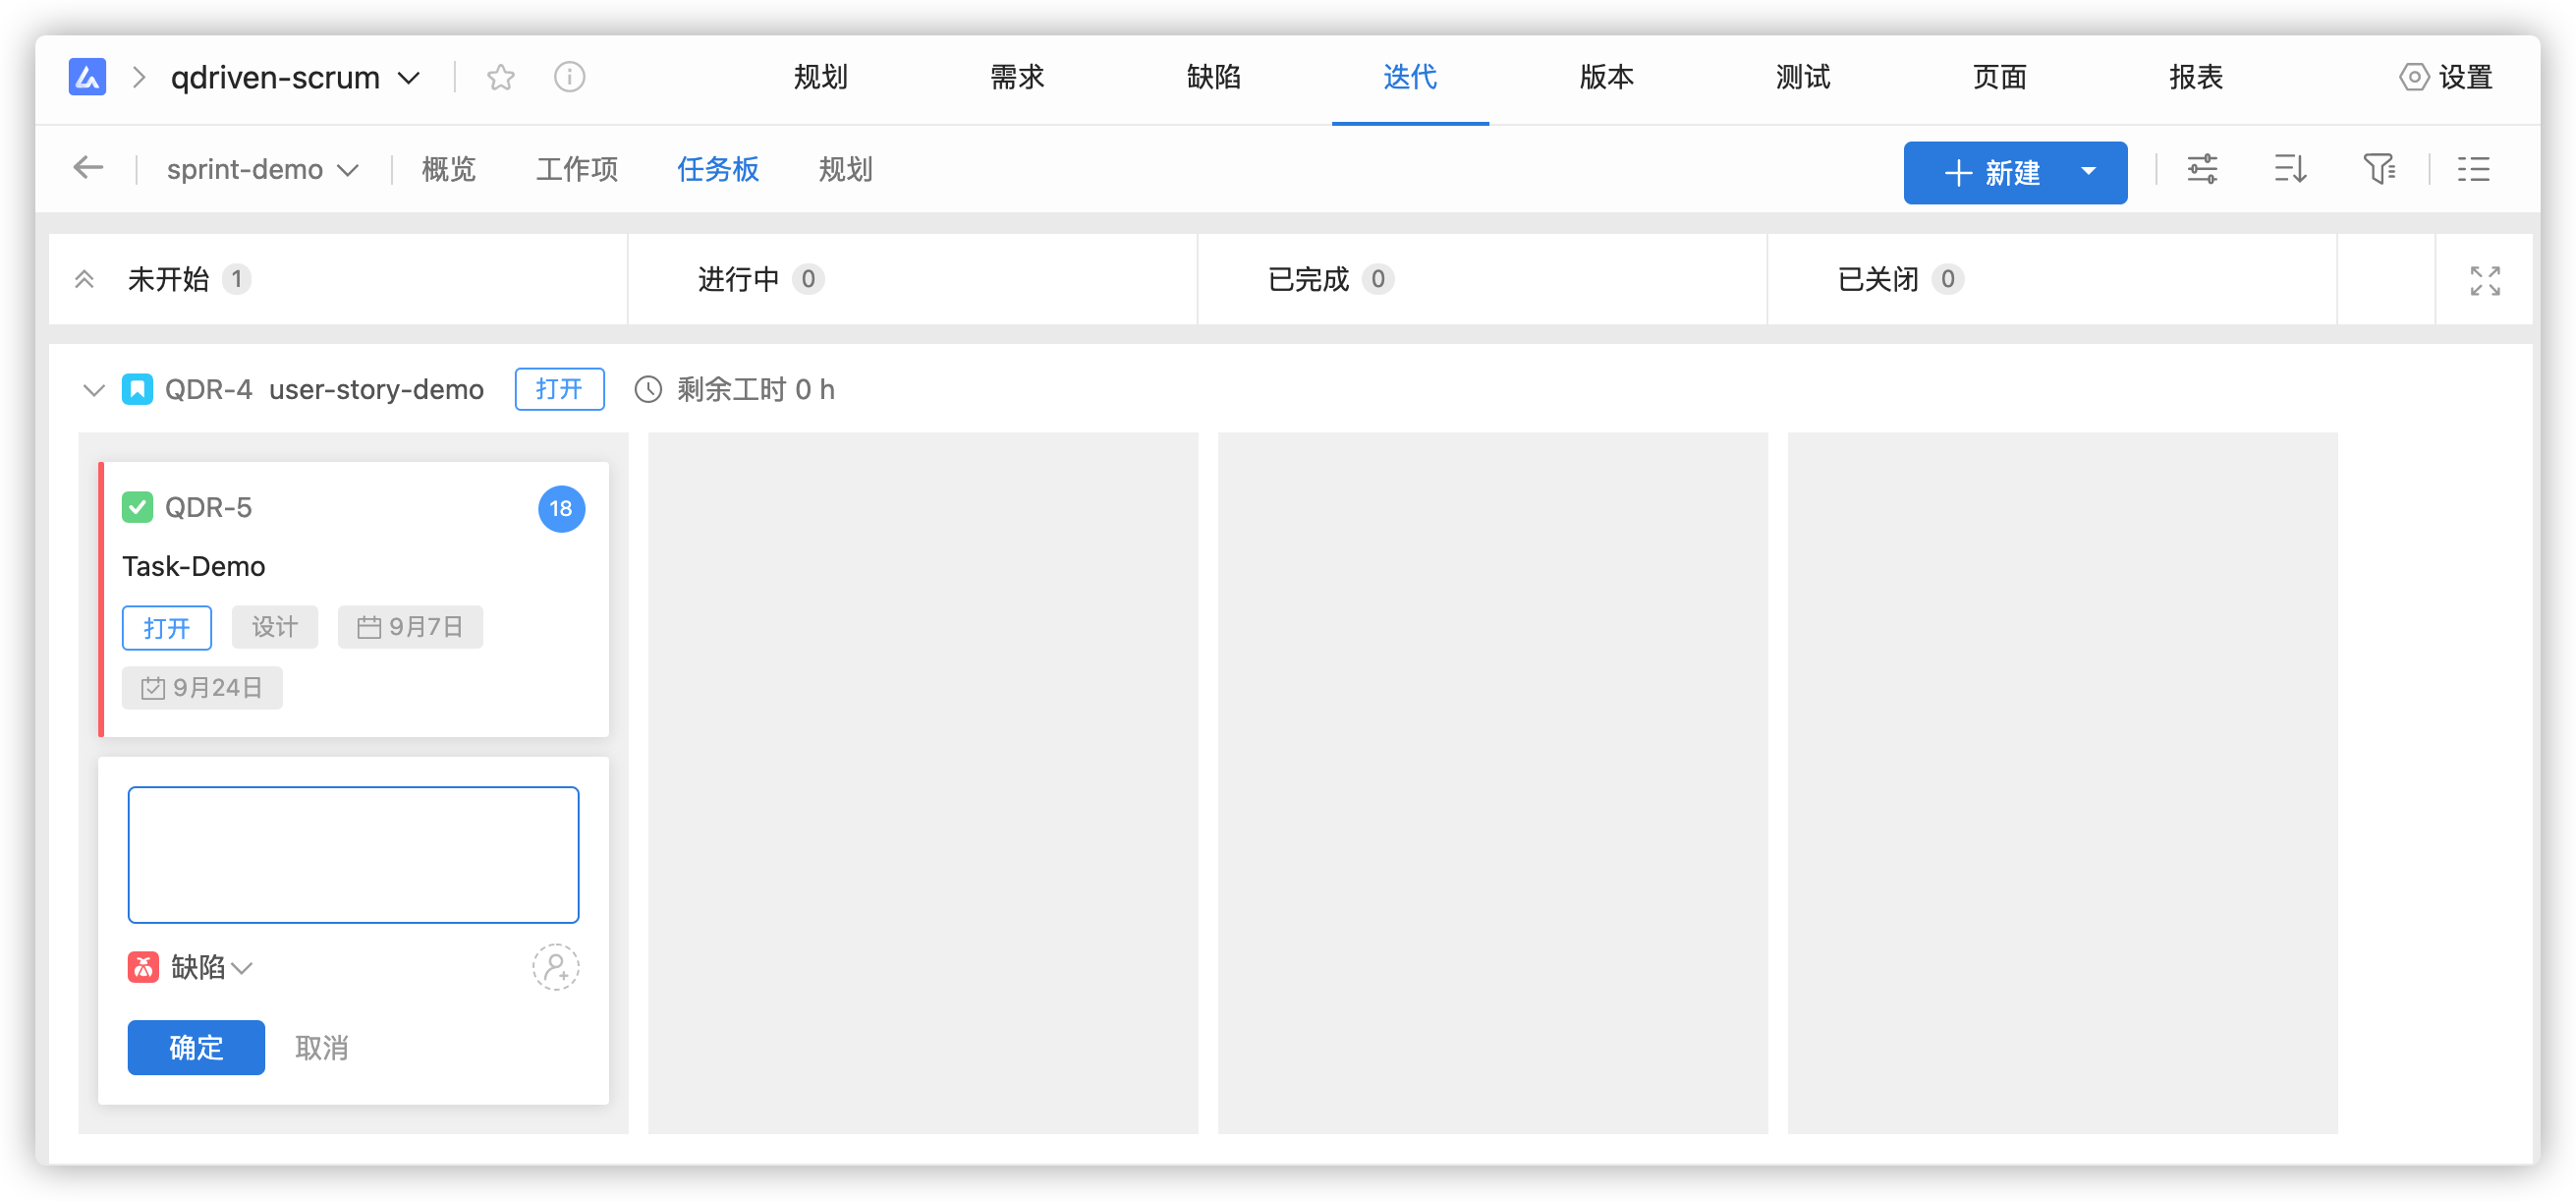 qdriven-scrum 规划 需求 缺陷 迭代 版本 测试 页面 报表 设置
sprint-demo 概览 工作项 任务板 规划 新建
未开始 1 进行中 0 已完成 0 已关闭 0
QDR-4 user-story-demo 打开 剩余工时 0 h
QDR-5 18
Task-Demo
打开 设计 9月7日
9月24日
缺陷
确定 取消